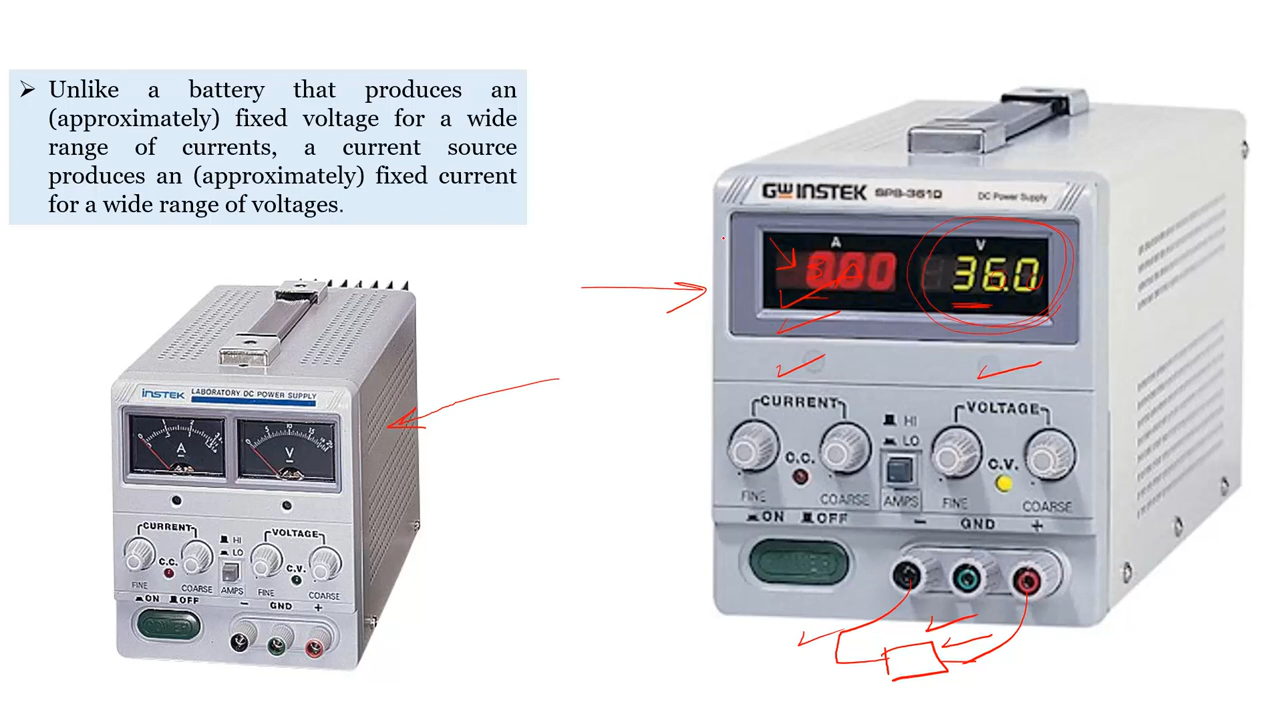 ➢ Unlike a battery that produces an
(approximately) fixed voltage for a wide
range of currents, a current source
produces an (approximately) fixed current
for a wide range of voltages.
GWINSTEK SPS-3610 DC Power Supply
A V
0.00 36.0
CURRENT VOLTAGE
HI
LO
C.C. C.V.
FINE COARSE AMPS FINE COARSE
ON OFF - GND +
INSTEK LABORATORY DC POWER SUPPLY
A V
CURRENT VOLTAGE
HI
LO
C.C. C.V.
FINE COARSE AMPS FINE COARSE
ON OFF - GND +
POWER